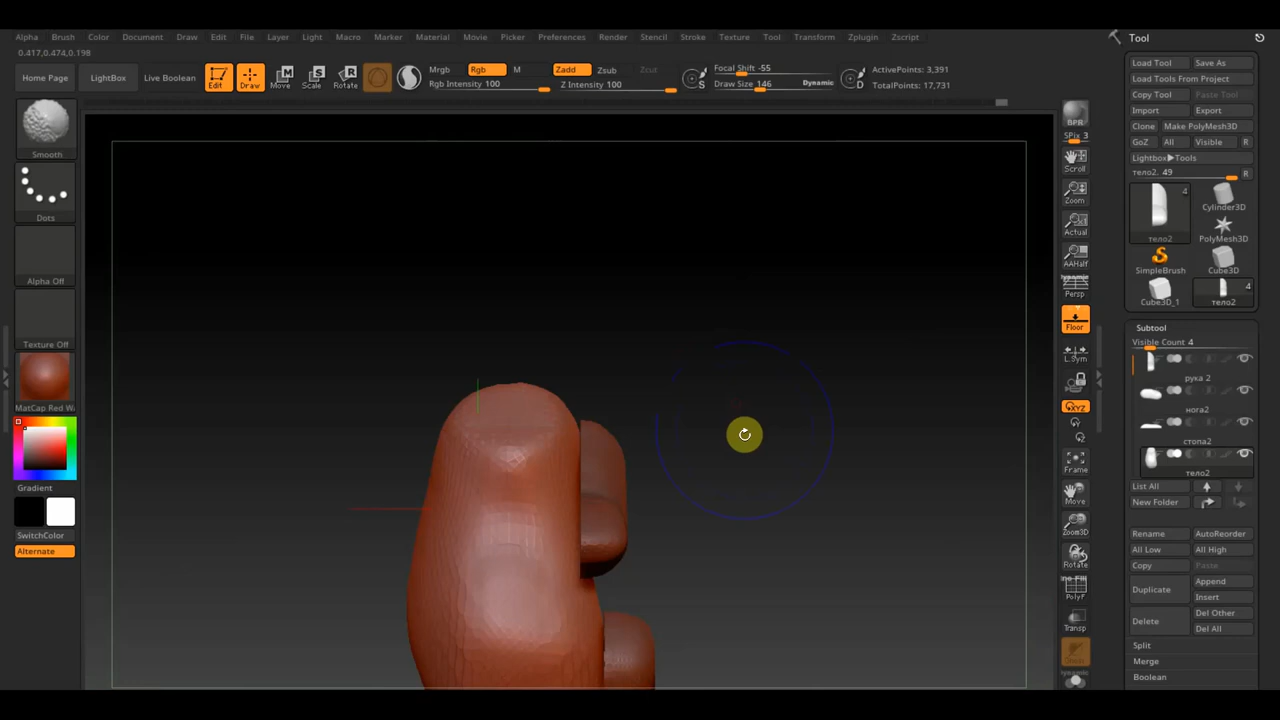 Alpha Brush Color Document Draw Edit File Layer Light Macro Marker Material Movie Picker Preferences Render Stencil Stroke Texture Tool Transform Zplugin Zscript
0.417,0.474,0.198
Home Page
LightBox
Live Boolean
Edit
Draw
Move
Scale
Rotate
Mrgb Rgb M
Rgb Intensity 100
Zadd Zsub Zcut
Z Intensity 100
S
Focal Shift -55
Draw Size 146 Dynamic
D
ActivePoints: 3,391
TotalPoints: 17,731
Smooth
Dots
Alpha Off
Texture Off
MatCap Red Wa
Gradient
SwitchColor
Alternate
BPR
SPix 3
Scroll
Zoom
Actual
AAHalf
Dynamic
Persp
Floor
L.Sym
XYZ
Frame
Move
Zoom3D
Rotate
PolyF
Transp
Dynamic
Tool
Load Tool Save As
Load Tools From Project
Copy Tool Paste Tool
Import Export
Clone Make PolyMesh3D
GoZ All Visible R
Lightbox▶Tools
тело2. 49 R
4
тело2
Cylinder3D
PolyMesh3D
SimpleBrush
Cube3D
Cube3D_1
4
тело2
Subtool
Visible Count 4
рука 2
нога2
стопа2
тело2
List All
New Folder
Rename AutoReorder
All Low All High
Copy Paste
Duplicate Append
Insert
Delete Del Other
Del All
Split
Merge
Boolean